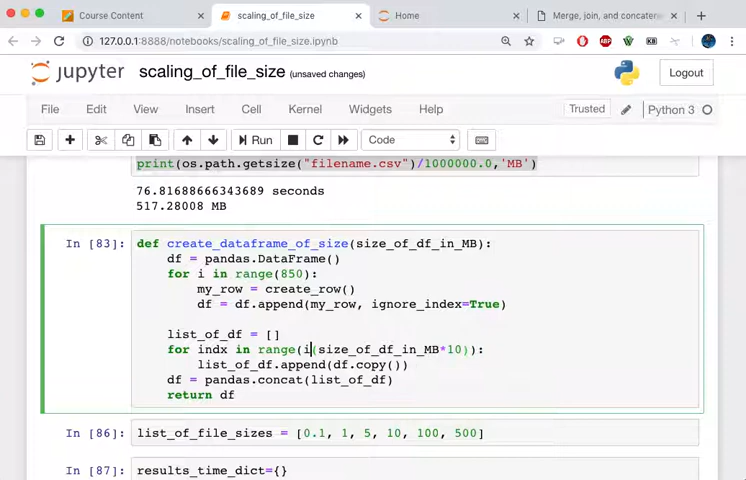 Course Content
scaling_of_file_size
Home
Merge, join, and concaten
127.0.0.1:8888/notebooks/scaling_of_file_size.ipynb
ABP
jupyter scaling_of_file_size (unsaved changes)
Logout
File Edit View Insert Cell Kernel Widgets Help
Trusted
Python 3
Run
Code
print(os.path.getsize("filename.csv")/1000000.0,'MB')
76.81688666343689 seconds
517.28008 MB
In [83]: def create_dataframe_of_size(size_of_df_in_MB):
df = pandas.DataFrame()
for i in range(850):
my_row = create_row()
df = df.append(my_row, ignore_index=True)
list_of_df = []
for indx in range(i(size_of_df_in_MB*10)):
list_of_df.append(df.copy())
df = pandas.concat(list_of_df)
return df
In [86]: list_of_file_sizes = [0.1, 1, 5, 10, 100, 500]
In [87]: results_time_dict={}